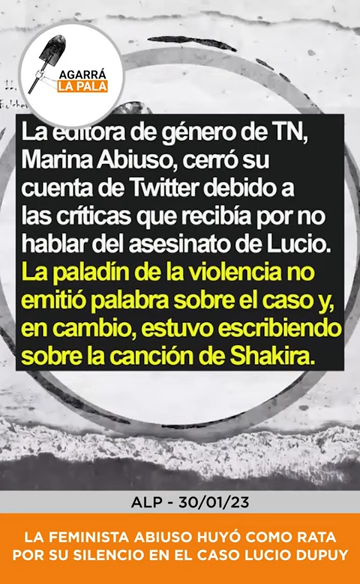 AGARRÁ
LA PALA
La editora de género de TN,
Marina Abiuso, cerró su
cuenta de Twitter debido a
las críticas que recibía por no
hablar del asesinato de Lucio.
La paladín de la violencia no
emitió palabra sobre el caso y,
en cambio, estuvo escribiendo
sobre la canción de Shakira.
ALP - 30/01/23
LA FEMINISTA ABIUSO HUYÓ COMO RATA
POR SU SILENCIO EN EL CASO LUCIO DUPUY